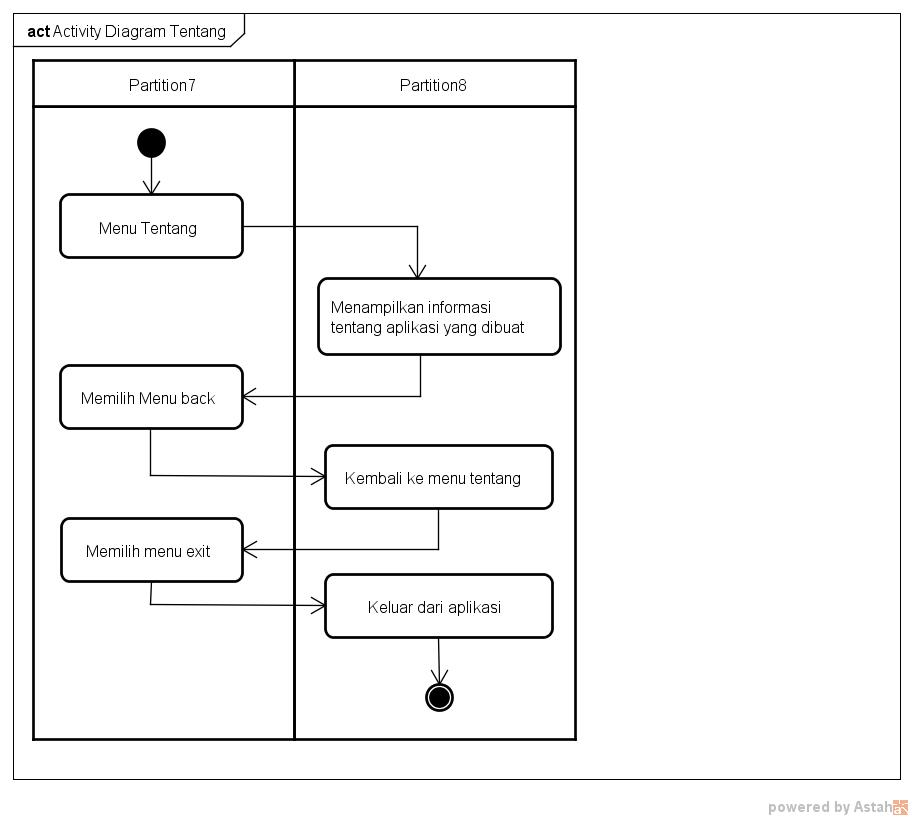 act Activity Diagram Tentang
Partition7
Partition8
Menu Tentang
Menampilkan informasi
tentang aplikasi yang dibuat
Memilih Menu back
Kembali ke menu tentang
Memilih menu exit
Keluar dari aplikasi
powered by Astah